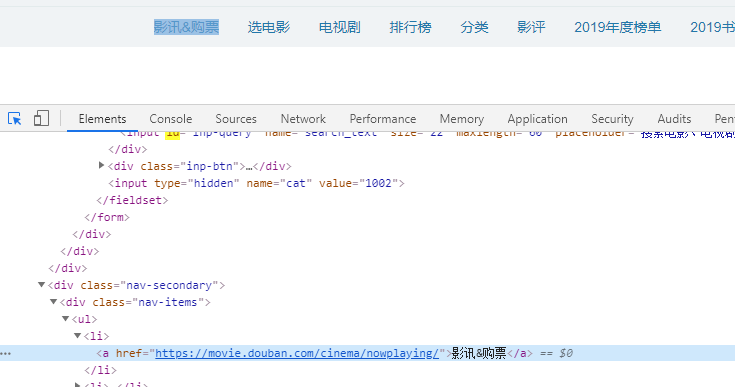 影讯&购票 选电影 电视剧 排行榜 分类 影评 2019年度榜单 2019书
Elements Console Sources Network Performance Memory Application Security Audits Pen
<input id="inp-query" name="search_text" size="22" maxlength="60" placeholder="搜索电影、电视剧
</div>
<div class="inp-btn">…</div>
<input type="hidden" name="cat" value="1002">
</fieldset>
</form>
</div>
</div>
</div>
<div class="nav-secondary">
<div class="nav-items">
<ul>
<li>
<a href="https://movie.douban.com/cinema/nowplaying/">影讯&购票</a> == $0
</li>
<li> </li>